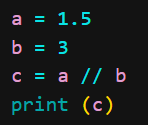 a = 1.5
b = 3
c = a // b
print (c)